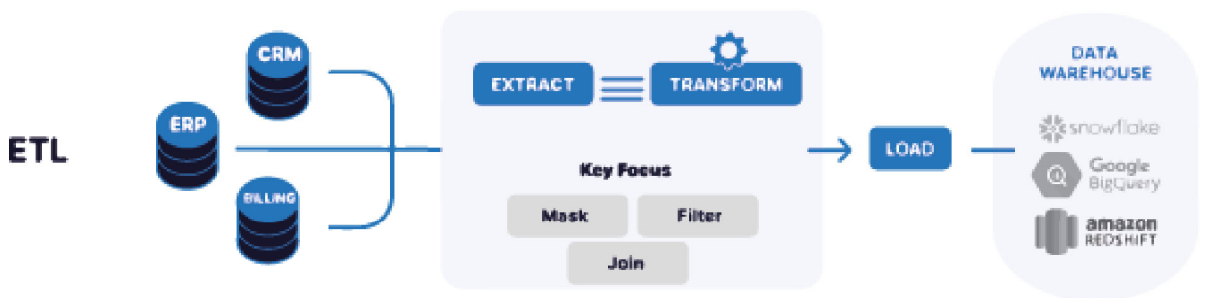 ETL
CRM
ERP
BILLING
EXTRACT
TRANSFORM
Key Focus
Mask
Filter
Join
LOAD
DATA
WAREHOUSE
snowflake
Google
BigQuery
amazon
REDSHIFT